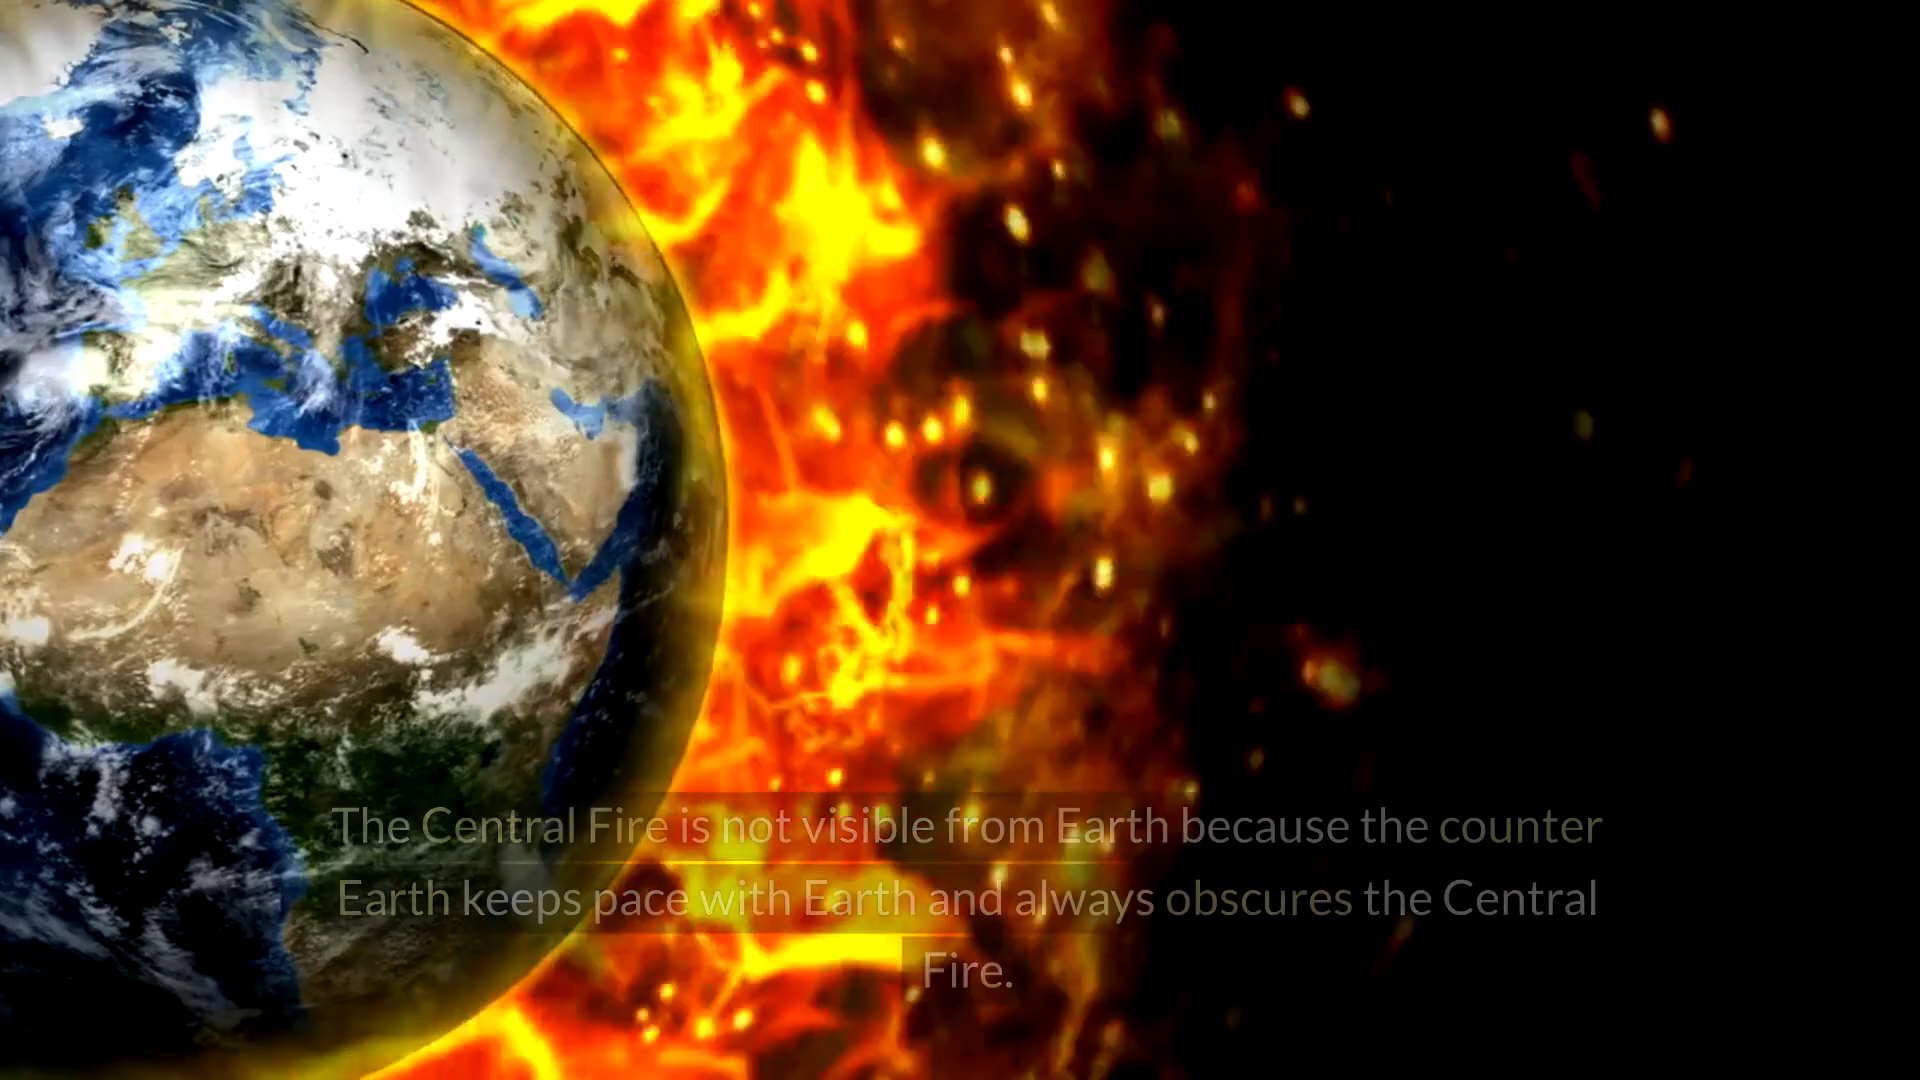 The Central Fire is not visible from Earth because the counter
Earth keeps pace with Earth and always obscures the Central
Fire.